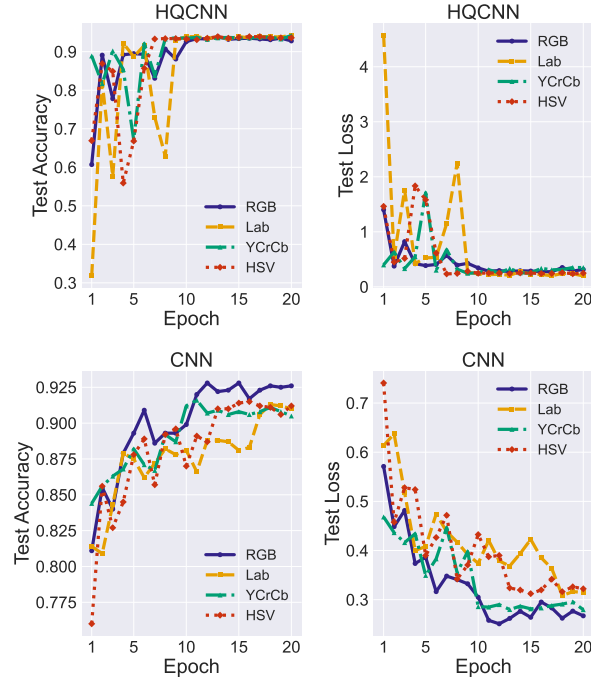 HQCNN
Test Accuracy
0.9
0.8
0.7
0.6
0.5
0.4
0.3
RGB
Lab
YCrCb
HSV
1 5 10 15 20
Epoch
HQCNN
Test Loss
4
3
2
1
0
RGB
Lab
YCrCb
HSV
1 5 10 15 20
Epoch
CNN
Test Accuracy
0.925
0.900
0.875
0.850
0.825
0.800
0.775
RGB
Lab
YCrCb
HSV
1 5 10 15 20
Epoch
CNN
Test Loss
0.7
0.6
0.5
0.4
0.3
RGB
Lab
YCrCb
HSV
1 5 10 15 20
Epoch